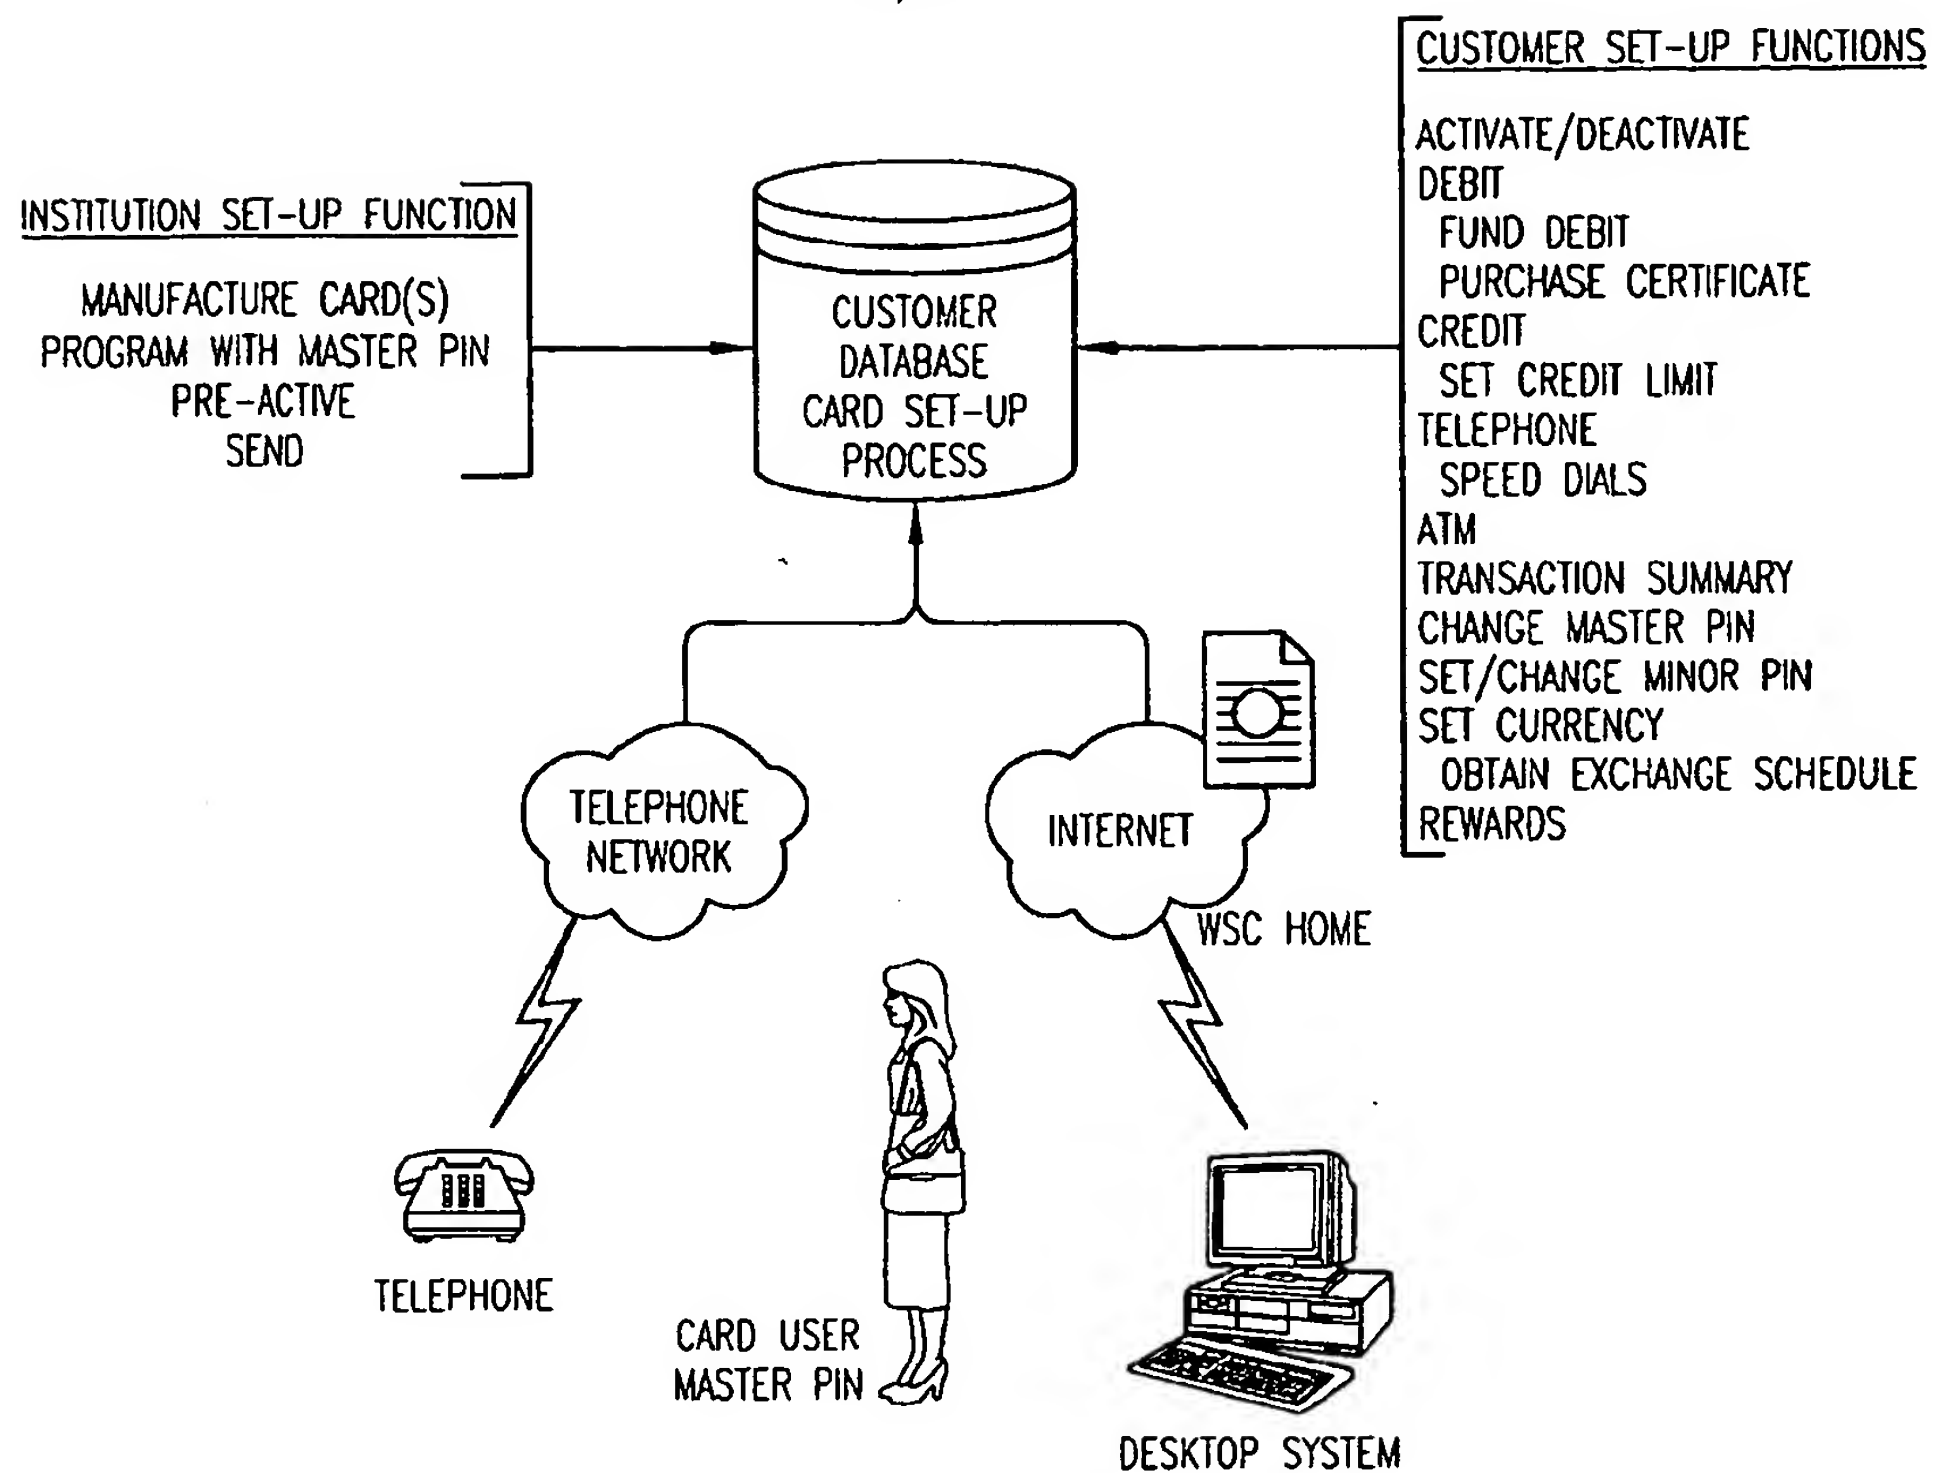 INSTITUTION SET-UP FUNCTION
MANUFACTURE CARD(S)
PROGRAM WITH MASTER PIN
PRE-ACTIVE
SEND
CUSTOMER
DATABASE
CARD SET-UP
PROCESS
CUSTOMER SET-UP FUNCTIONS
ACTIVATE/DEACTIVATE
DEBIT
FUND DEBIT
PURCHASE CERTIFICATE
CREDIT
SET CREDIT LIMIT
TELEPHONE
SPEED DIALS
ATM
TRANSACTION SUMMARY
CHANGE MASTER PIN
SET/CHANGE MINOR PIN
SET CURRENCY
OBTAIN EXCHANGE SCHEDULE
REWARDS
TELEPHONE
NETWORK
INTERNET
WSC HOME
TELEPHONE
CARD USER
MASTER PIN
DESKTOP SYSTEM